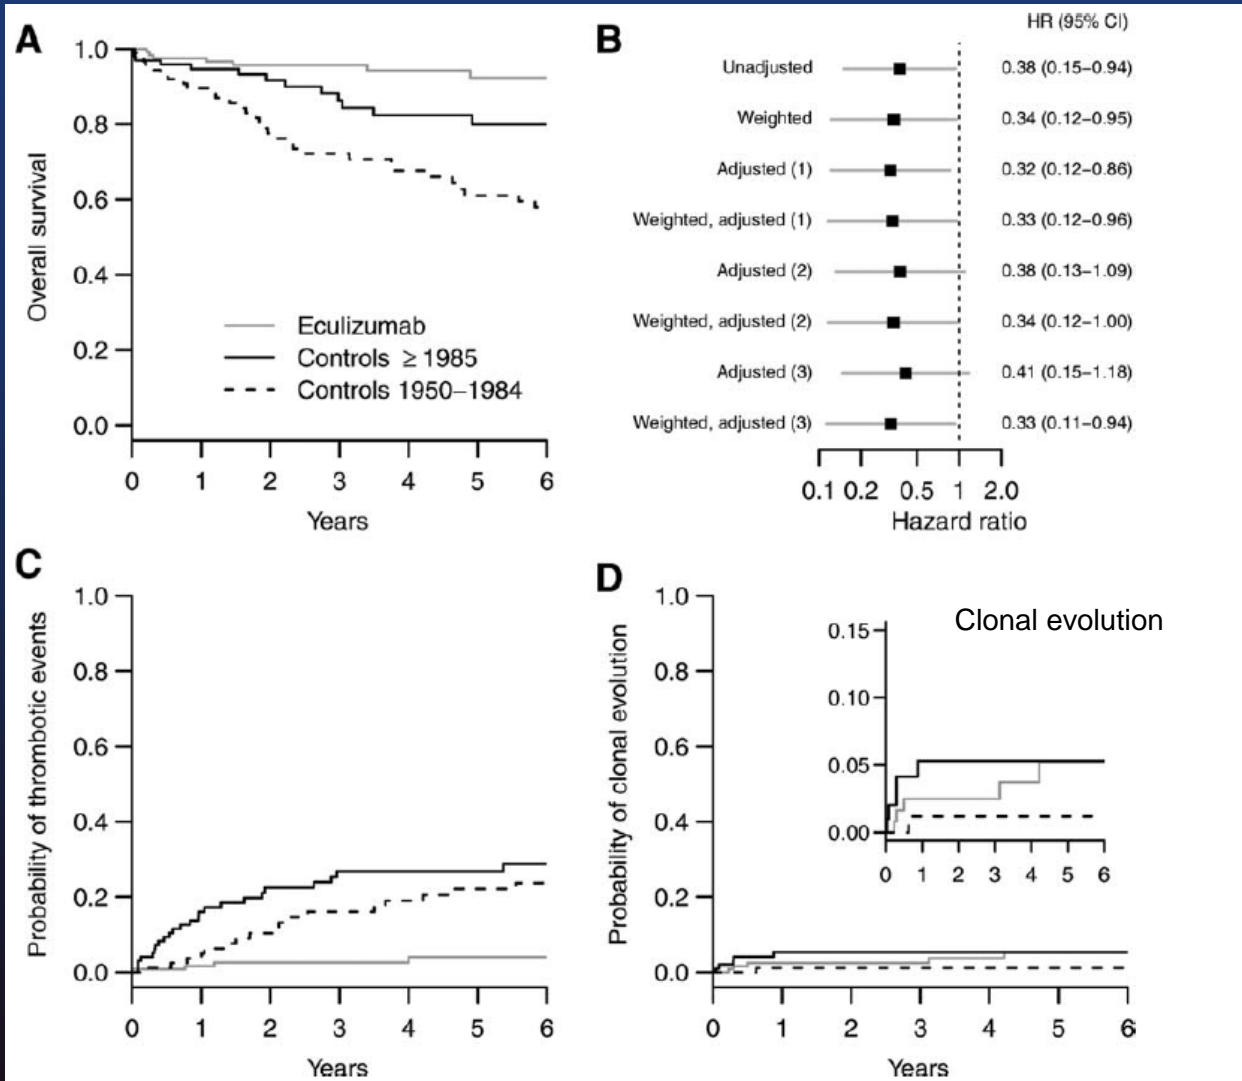 A
1.0
0.8
0.6
0.4
0.2
0.0
Overall survival
Eculizumab
Controls ≥ 1985
Controls 1950–1984
0 1 2 3 4 5 6
Years
B
HR (95% CI)
Unadjusted 0.38 (0.15–0.94)
Weighted 0.34 (0.12–0.95)
Adjusted (1) 0.32 (0.12–0.86)
Weighted, adjusted (1) 0.33 (0.12–0.96)
Adjusted (2) 0.38 (0.13–1.09)
Weighted, adjusted (2) 0.34 (0.12–1.00)
Adjusted (3) 0.41 (0.15–1.18)
Weighted, adjusted (3) 0.33 (0.11–0.94)
0.1 0.2 0.5 1 2.0
Hazard ratio
C
1.0
0.8
0.6
0.4
0.2
0.0
Probability of thrombotic events
0 1 2 3 4 5 6
Years
D
1.0
0.8
0.6
0.4
0.2
0.0
Probability of clonal evolution
Clonal evolution
0.15
0.10
0.05
0.00
0 1 2 3 4 5 6
0 1 2 3 4 5 6
Years